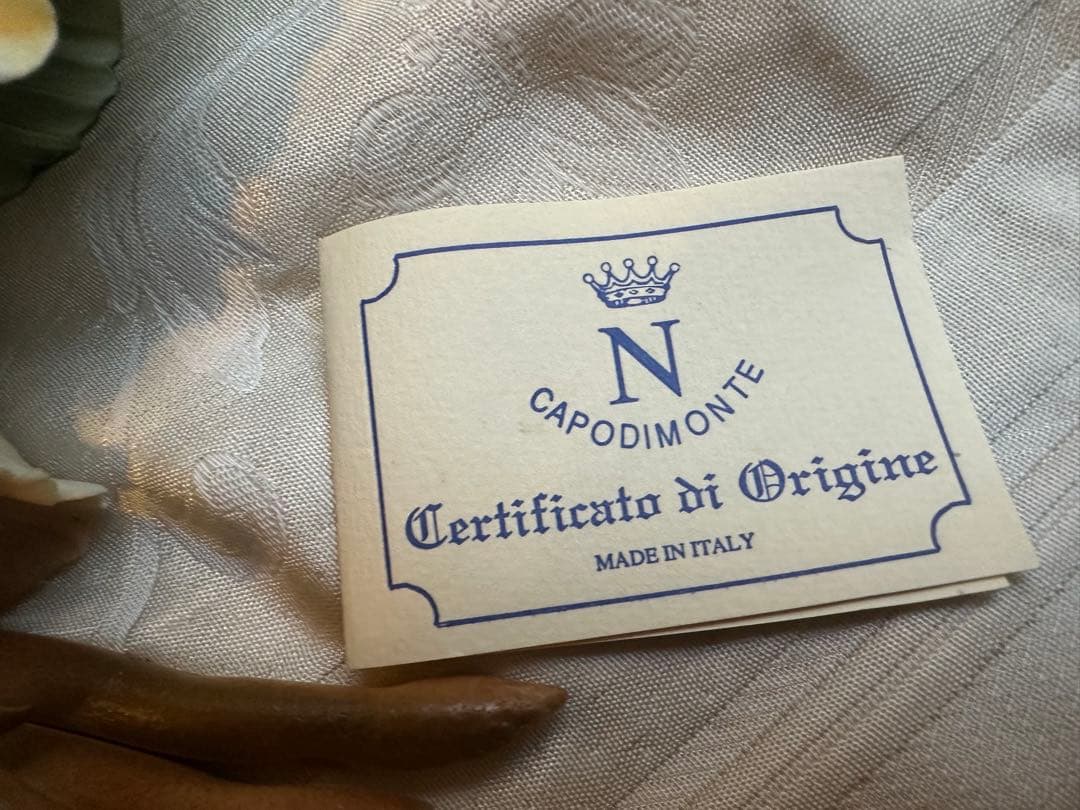 N
CAPODIMONTE
Certificato di Origine
MADE IN ITALY